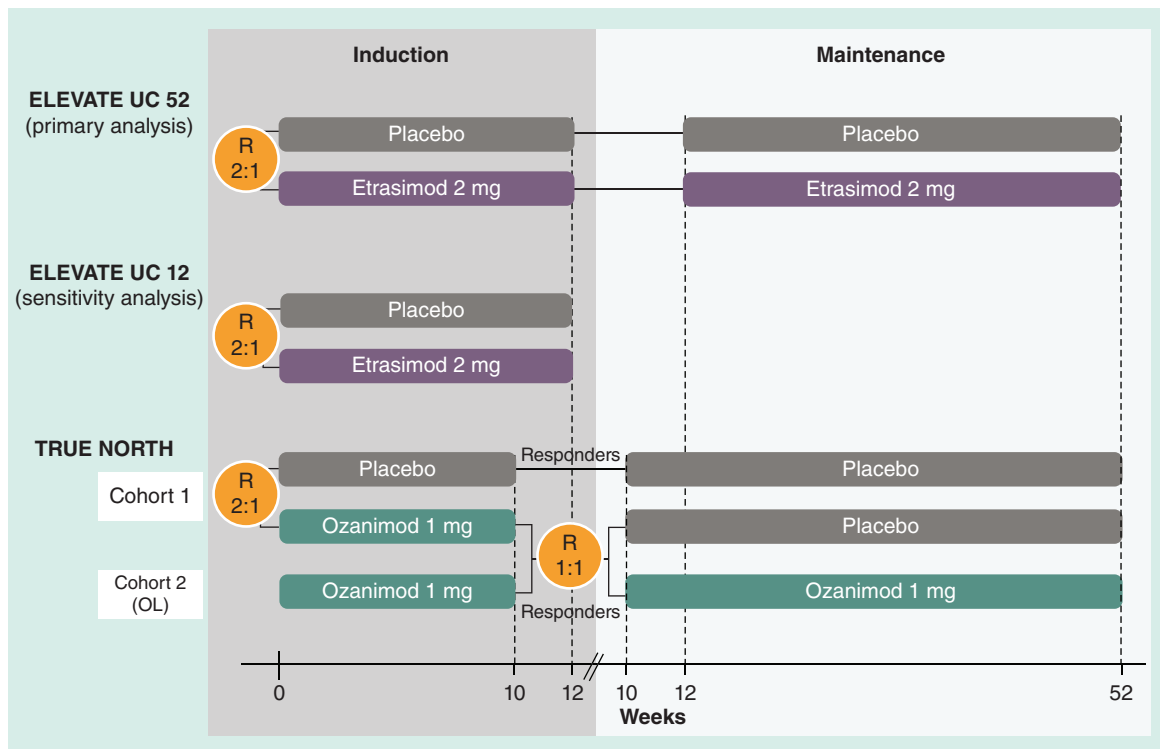 Induction
Maintenance
ELEVATE UC 52
(primary analysis)
R
2:1
Placebo
Placebo
Etrasimod 2 mg
Etrasimod 2 mg
ELEVATE UC 12
(sensitivity analysis)
R
2:1
Placebo
Etrasimod 2 mg
TRUE NORTH
Cohort 1
R
2:1
Placebo
Responders
Placebo
Ozanimod 1 mg
R
1:1
Placebo
Cohort 2
(OL)
Ozanimod 1 mg
Responders
Ozanimod 1 mg
0 10 12 10 12 52
Weeks